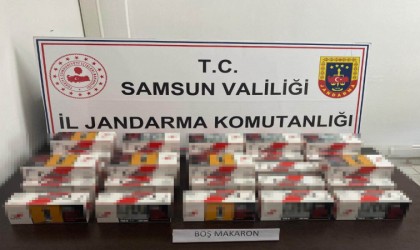 T.C.
SAMSUN VALİLİĞİ
İL JANDARMA KOMUTANLIĞI
BOŞ MAKARON